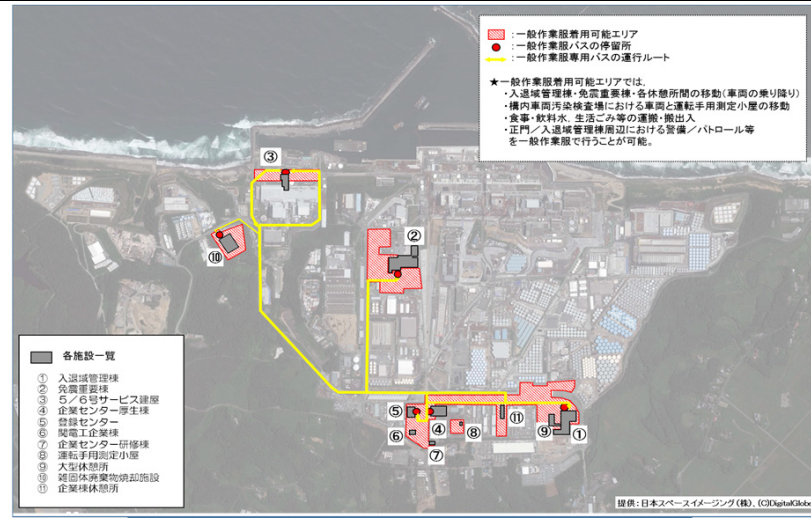 ：一般作業服着用可能エリア
：一般作業服バスの停留所
：一般作業服専用バスの運行ルート
★一般作業服着用可能エリアでは、
・入退域管理棟・免震重要棟・各休憩所間の移動（車両の乗り降り）
・構内車両汚染検査場における車両と運転手用測定小屋の移動
・食事・飲料水、生活ごみ等の運搬・搬出入
・正門／入退域管理棟周辺における警備／パトロール等
を一般作業服で行うことが可能。
③
②
⑩
⑤
④
⑪
⑨
①
⑥
⑧
⑦
各施設一覧
① 入退域管理棟
② 免震重要棟
③ ５／６号サービス建屋
④ 企業センター厚生棟
⑤ 登録センター
⑥ 関電工企業棟
⑦ 企業センター研修棟
⑧ 運転手用測定小屋
⑨ 大型休憩所
⑩ 雑固体廃棄物焼却施設
⑪ 企業棟休憩所
提供：日本スペースイメージング（株）、(C)DigitalGlobe